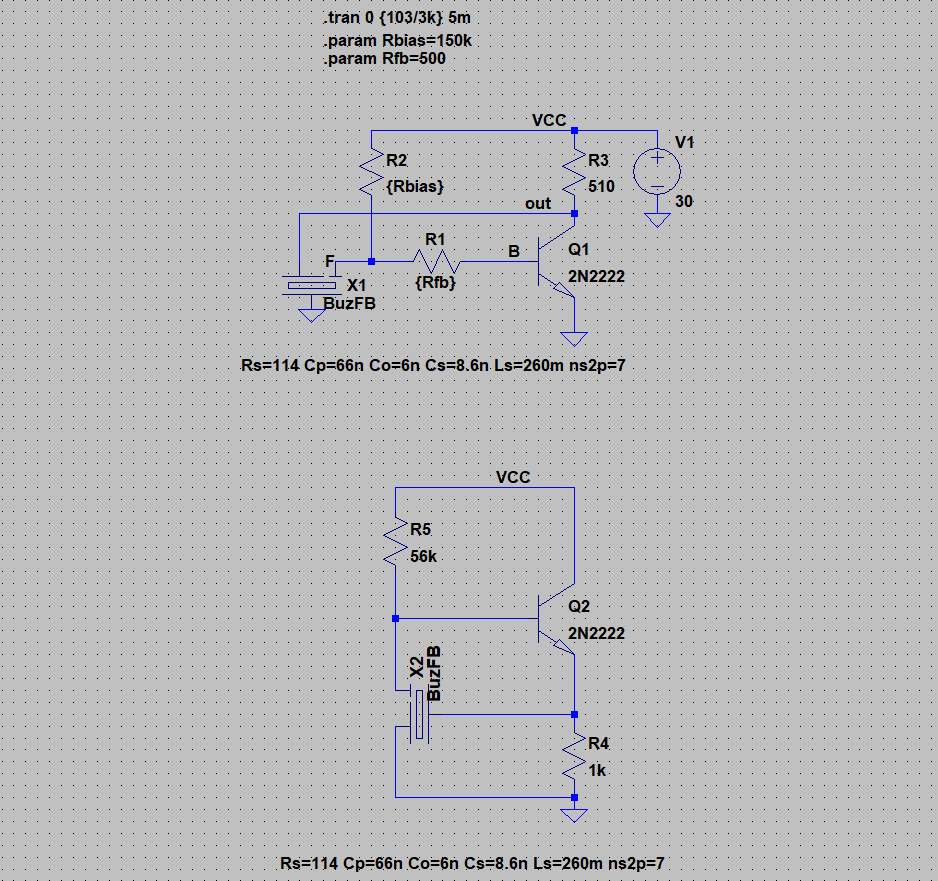 .tran 0 {103/3k} 5m
.param Rbias=150k
.param Rfb=500
VCC
V1
R2
R3
{Rbias}
510
30
out
R1
B
Q1
F
{Rfb}
2N2222
X1
BuzFB
Rs=114 Cp=66n Co=6n Cs=8.6n Ls=260m ns2p=7
VCC
R5
56k
Q2
2N2222
X2
BuzFB
R4
1k
Rs=114 Cp=66n Co=6n Cs=8.6n Ls=260m ns2p=7